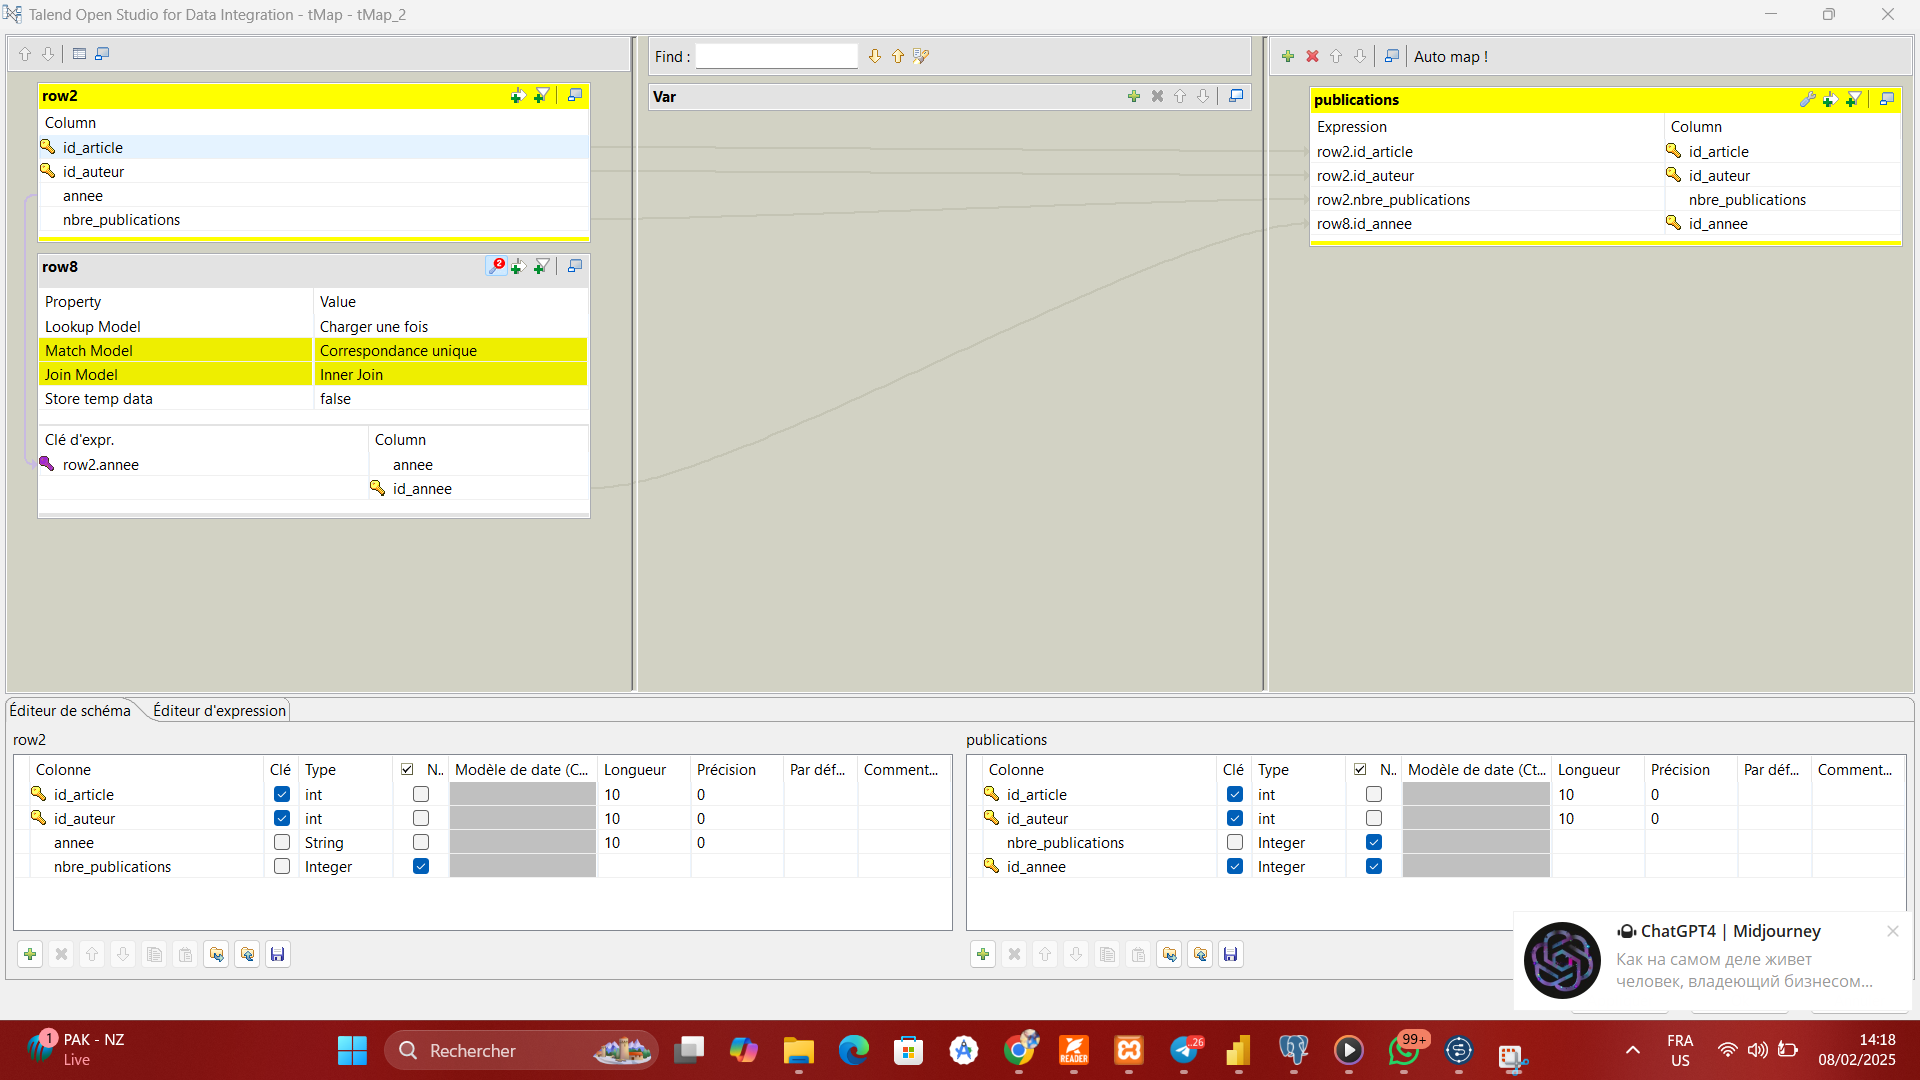 Talend Open Studio for Data Integration - tMap - tMap_2
Find :
Auto map !
row2
Column
id_article
id_auteur
annee
nbre_publications
row8
2
Property Value
Lookup Model Charger une fois
Match Model Correspondance unique
Join Model Inner Join
Store temp data false
Clé d'expr. Column
row2.annee annee
id_annee
Var
publications
Expression Column
row2.id_article id_article
row2.id_auteur id_auteur
row2.nbre_publications nbre_publications
row8.id_annee id_annee
Éditeur de schéma Éditeur d'expression
row2
Colonne Clé Type N.. Modèle de date (C... Longueur Précision Par déf... Comment...
id_article int 10 0
id_auteur int 10 0
annee String 10 0
nbre_publications Integer
publications
Colonne Clé Type N.. Modèle de date (Ct... Longueur Précision Par déf... Comment...
id_article int 10 0
id_auteur int 10 0
nbre_publications Integer
id_annee Integer
ChatGPT4 | Midjourney
Как на самом деле живет
человек, владеющий бизнесом...
1
PAK - NZ
Live
Rechercher
READER
.26
99+
FRA
US
14:18
08/02/2025